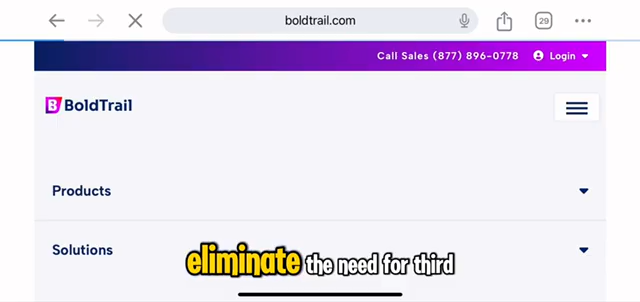 boldtrail.com
29
Call Sales (877) 896-0778 Login
B BoldTrail
Products
Solutions
eliminate the need for third